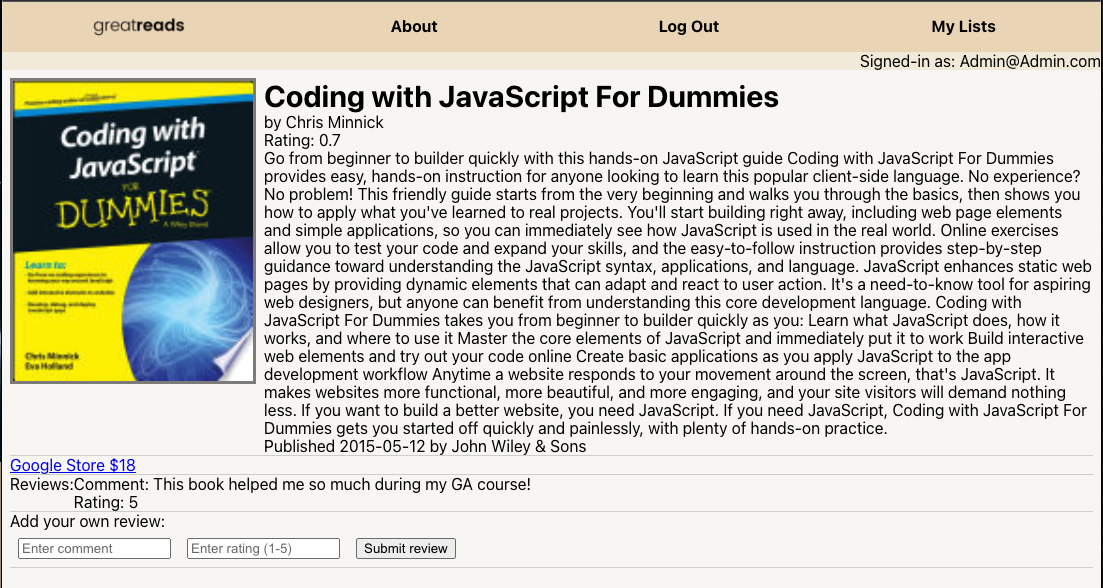 greatreads
About
Log Out
My Lists
Signed-in as: Admin@Admin.com
Coding with
JavaScript
FOR
DUMMIES
A Wiley Brand
Learn to:
Chris Minnick
Eva Holland
Coding with JavaScript For Dummies
by Chris Minnick
Rating: 0.7
Go from beginner to builder quickly with this hands-on JavaScript guide Coding with JavaScript For Dummies
provides easy, hands-on instruction for anyone looking to learn this popular client-side language. No experience?
No problem! This friendly guide starts from the very beginning and walks you through the basics, then shows you
how to apply what you've learned to real projects. You'll start building right away, including web page elements
and simple applications, so you can immediately see how JavaScript is used in the real world. Online exercises
allow you to test your code and expand your skills, and the easy-to-follow instruction provides step-by-step
guidance toward understanding the JavaScript syntax, applications, and language. JavaScript enhances static web
pages by providing dynamic elements that can adapt and react to user action. It's a need-to-know tool for aspiring
web designers, but anyone can benefit from understanding this core development language. Coding with
JavaScript For Dummies takes you from beginner to builder quickly as you: Learn what JavaScript does, how it
works, and where to use it Master the core elements of JavaScript and immediately put it to work Build interactive
web elements and try out your code online Create basic applications as you apply JavaScript to the app
development workflow Anytime a website responds to your movement around the screen, that's JavaScript. It
makes websites more functional, more beautiful, and more engaging, and your site visitors will demand nothing
less. If you want to build a better website, you need JavaScript. If you need JavaScript, Coding with JavaScript For
Dummies gets you started off quickly and painlessly, with plenty of hands-on practice.
Published 2015-05-12 by John Wiley & Sons
Google Store $18
Reviews:Comment: This book helped me so much during my GA course!
Rating: 5
Add your own review:
Enter comment
Enter rating (1-5)
Submit review